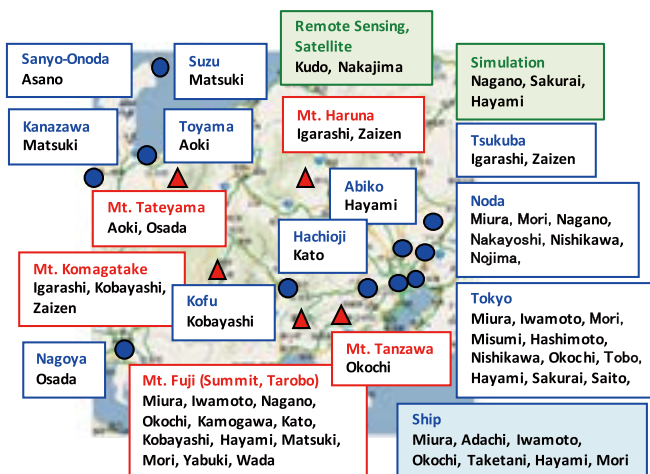 Remote Sensing,
Satellite
Kudo, Nakajima
Sanyo-Onoda
Asano
Suzu
Matsuki
Simulation
Nagano, Sakurai,
Hayami
Kanazawa
Matsuki
Toyama
Aoki
Mt. Haruna
Igarashi, Zaizen
Tsukuba
Igarashi, Zaizen
Abiko
Hayami
Noda
Miura, Mori, Nagano,
Nakayoshi, Nishikawa,
Nojima,
Mt. Tateyama
Aoki, Osada
Hachioji
Kato
Mt. Komagatake
Igarashi, Kobayashi,
Zaizen
Kofu
Kobayashi
Tokyo
Miura, Iwamoto, Mori,
Misumi, Hashimoto,
Nishikawa, Okochi, Tobo,
Hayami, Sakurai, Saito,
Nagoya
Osada
Mt. Tanzawa
Okochi
Mt. Fuji (Summit, Tarobo)
Miura, Iwamoto, Nagano,
Okochi, Kamogawa, Kato,
Kobayashi, Hayami, Matsuki,
Mori, Yabuki, Wada
Ship
Miura, Adachi, Iwamoto,
Okochi, Taketani, Hayami, Mori